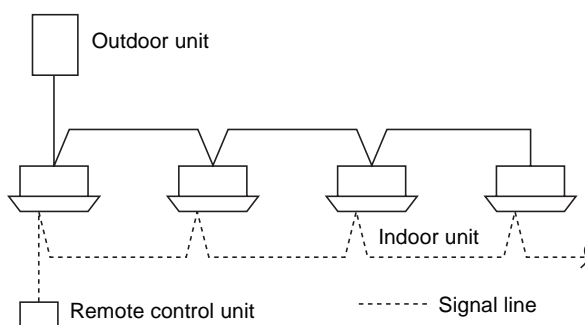 Outdoor unit
Indoor unit
Remote control unit
Signal line